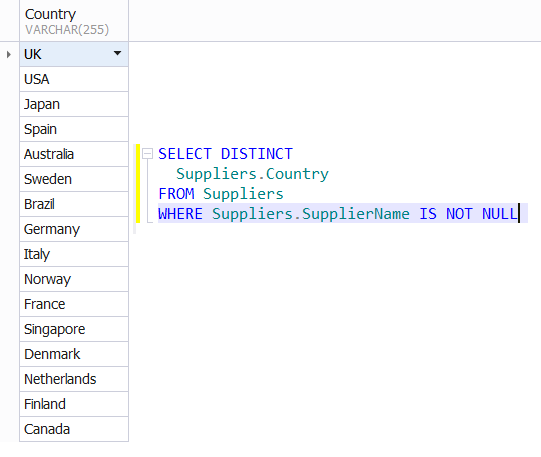 Country
VARCHAR(255)
UK
USA
Japan
Spain
Australia
Sweden
Brazil
Germany
Italy
Norway
France
Singapore
Denmark
Netherlands
Finland
Canada
SELECT DISTINCT
  Suppliers.Country
FROM Suppliers
WHERE Suppliers.SupplierName IS NOT NULL